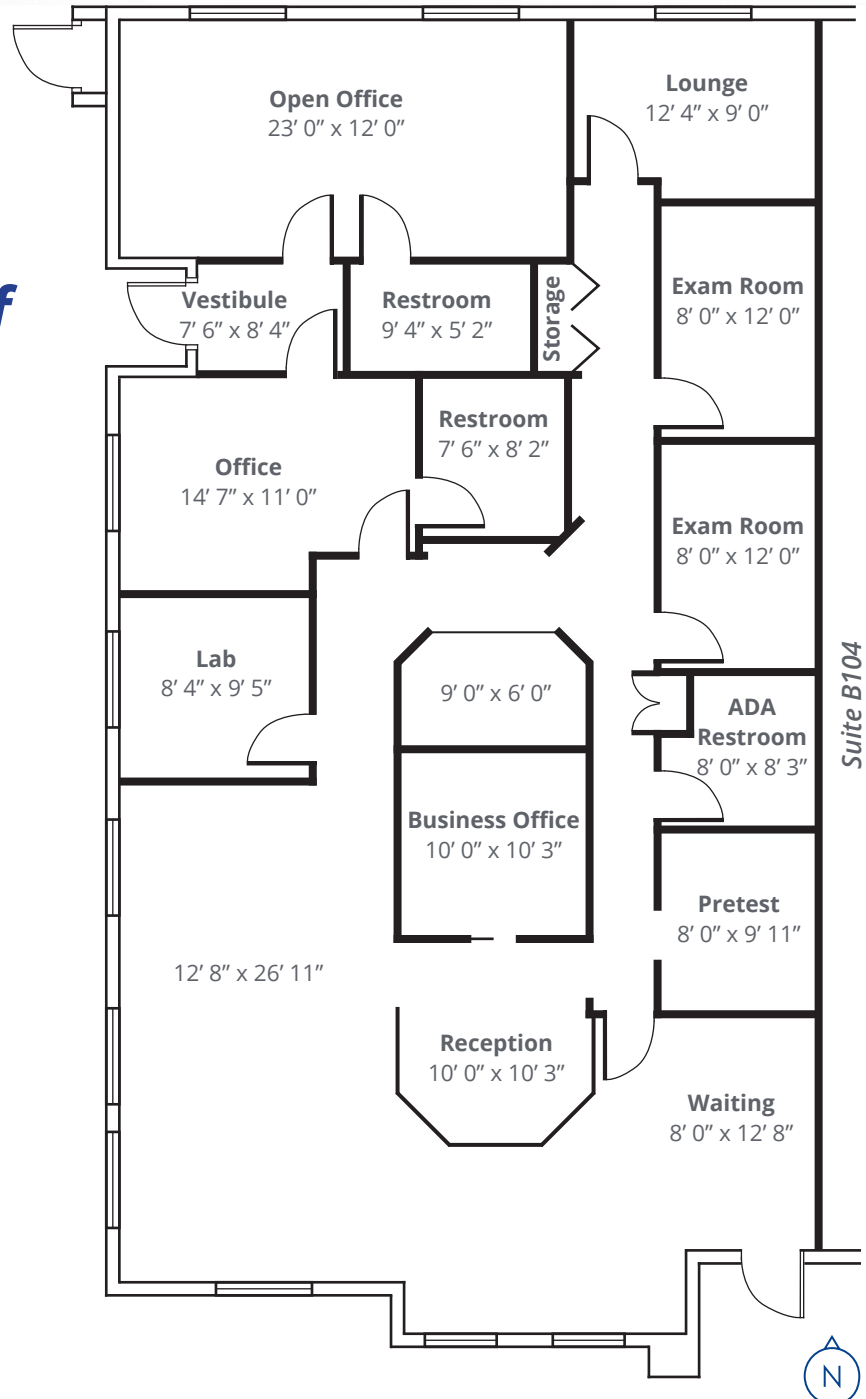 Open Office
23’ 0” x 12’ 0”
Lounge
12’ 4” x 9’ 0”
f
Vestibule
7’ 6” x 8’ 4”
Restroom
9’ 4” x 5’ 2”
Storage
Exam Room
8’ 0” x 12’ 0”
Restroom
7’ 6” x 8’ 2”
Office
14’ 7” x 11’ 0”
Exam Room
8’ 0” x 12’ 0”
Lab
8’ 4” x 9’ 5”
9’ 0” x 6’ 0”
ADA
Restroom
8’ 0” x 8’ 3”
Suite B104
Business Office
10’ 0” x 10’ 3”
Pretest
8’ 0” x 9’ 11”
12’ 8” x 26’ 11”
Reception
10’ 0” x 10’ 3”
Waiting
8’ 0” x 12’ 8”
N